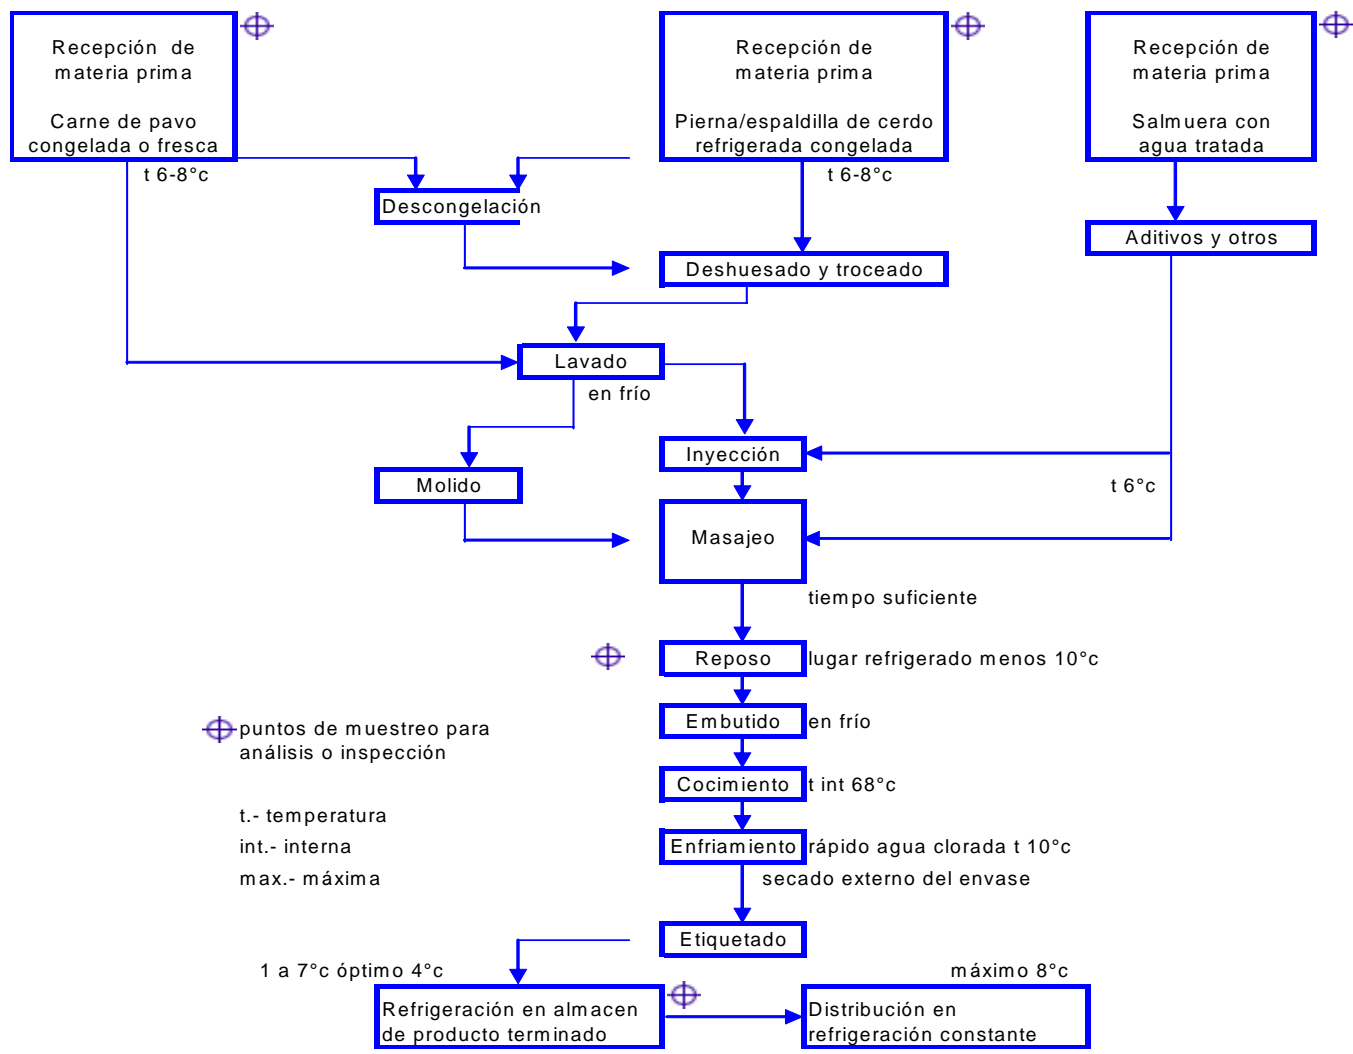 Recepción de
materia prima
Carne de pavo
congelada o fresca
t 6-8°c
Recepción de
materia prima
Pierna/espaldilla de cerdo
refrigerada congelada
t 6-8°c
Recepción de
materia prima
Salmuera con
agua tratada
Descongelación
Aditivos y otros
Deshuesado y troceado
Lavado
en frío
Inyección
Molido
t 6°c
Masajeo
tiempo suficiente
Reposo
lugar refrigerado menos 10°c
Embutido
en frío
puntos de muestreo para
análisis o inspección
Cocimiento
t int 68°c
t.- temperatura
int.- interna
max.- máxima
Enfriamiento
rápido agua clorada t 10°c
secado externo del envase
Etiquetado
1 a 7°c óptimo 4°c
máximo 8°c
Refrigeración en almacen
de producto terminado
Distribución en
refrigeración constante